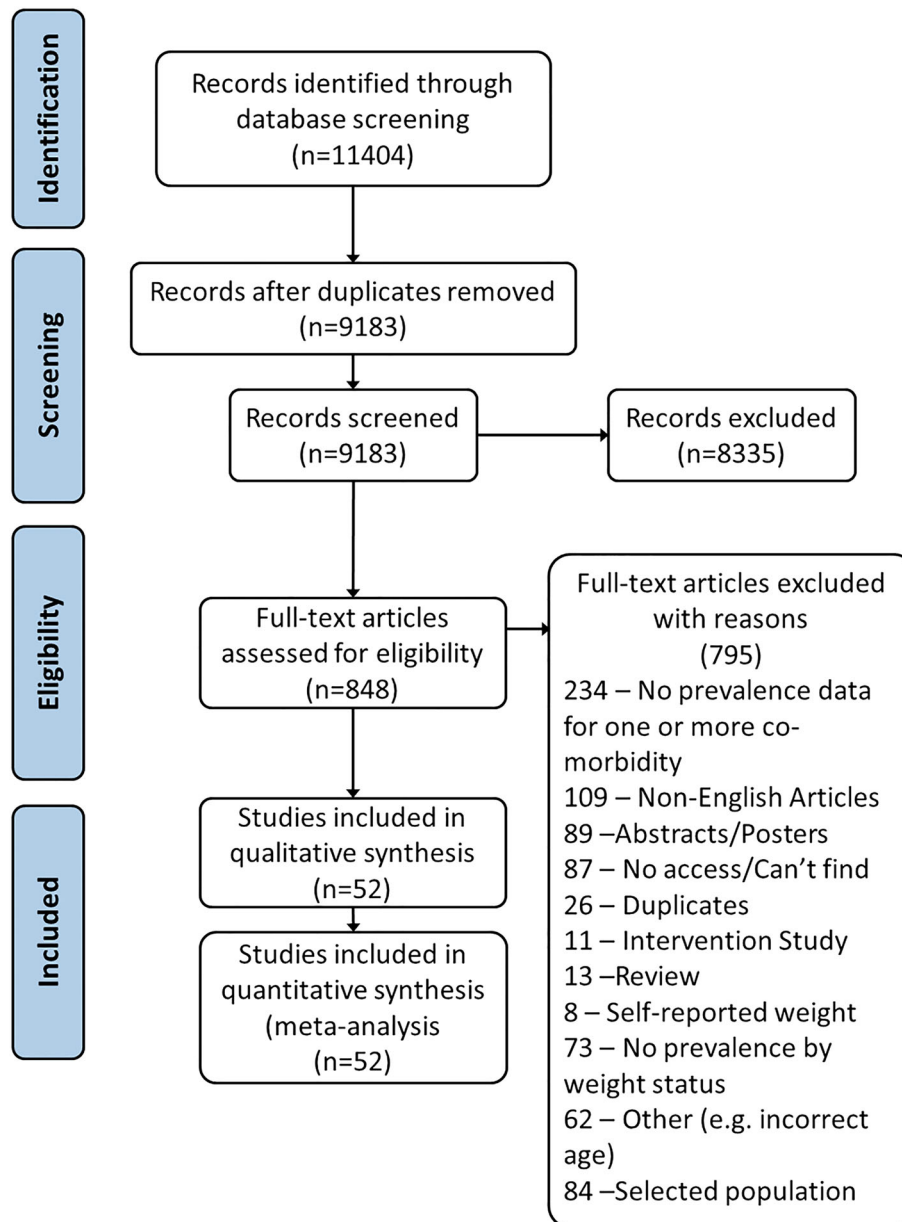 Identification
Records identified through
database screening
(n=11404)
Screening
Records after duplicates removed
(n=9183)
Records screened
(n=9183)
Records excluded
(n=8335)
Eligibility
Full-text articles
assessed for eligibility
(n=848)
Full-text articles excluded
with reasons
(795)
234 – No prevalence data
for one or more co-
morbidity
109 – Non-English Articles
89 –Abstracts/Posters
87 – No access/Can’t find
26 – Duplicates
11 – Intervention Study
13 –Review
8 – Self-reported weight
73 – No prevalence by
weight status
62 – Other (e.g. incorrect
age)
84 –Selected population
Included
Studies included in
qualitative synthesis
(n=52)
Studies included in
quantitative synthesis
(meta-analysis
(n=52)